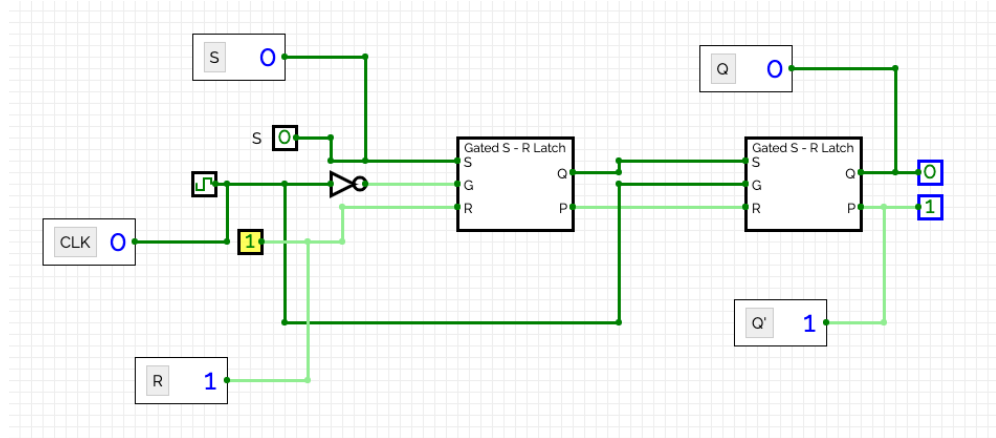 S 0
Q 0
S 0
Gated S - R Latch
S
G
R
Q
P
Gated S - R Latch
S
G
R
Q
P
0
1
CLK 0
1
Q' 1
R 1